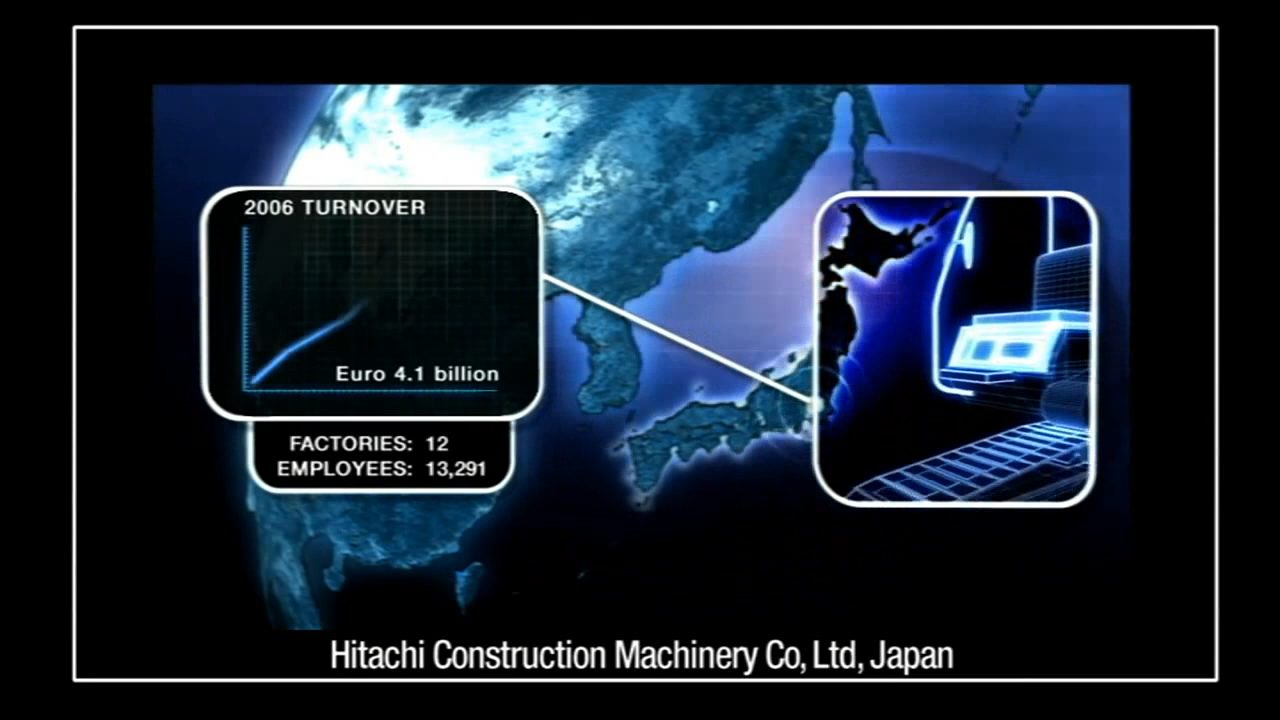 2006 TURNOVER
Euro 4.1 billion
FACTORIES: 12
EMPLOYEES: 13,291
Hitachi Construction Machinery Co, Ltd, Japan